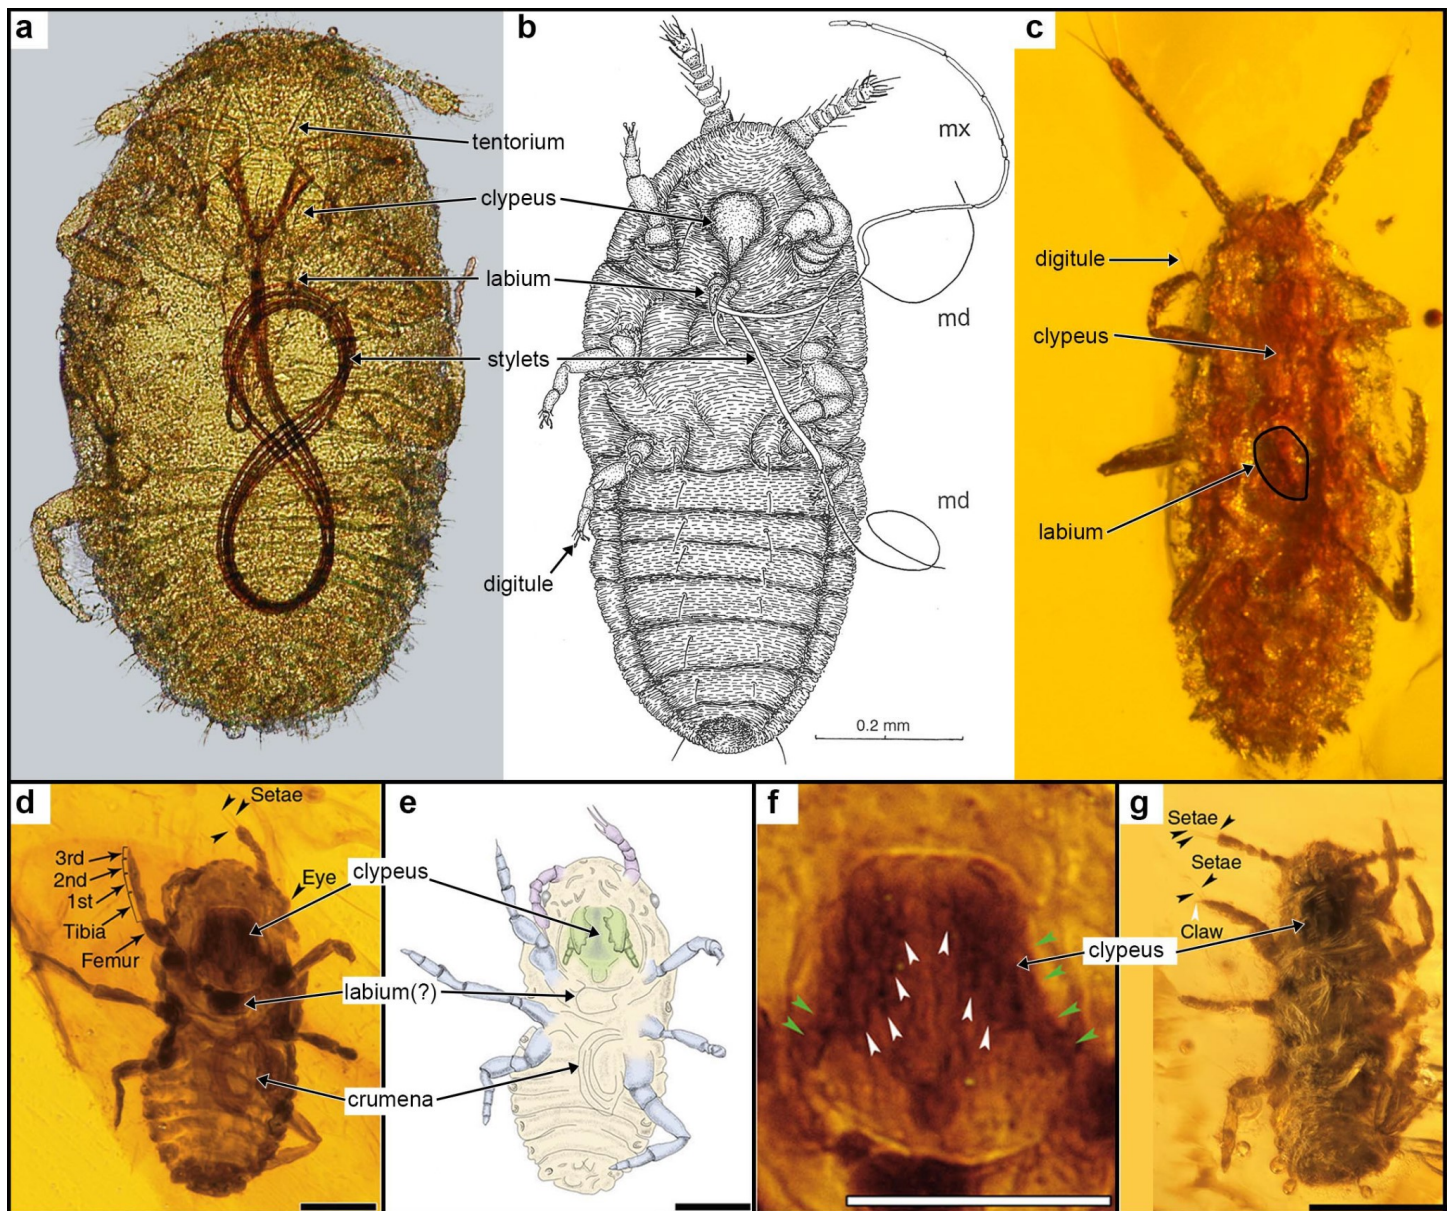 a
b
c
tentorium
clypeus
labium
stylets
digitule
mx
md
md
0.2 mm
digitule
clypeus
labium
d
Setae
3rd
2nd
1st
Tibia
Femur
Eye
clypeus
labium(?)
crumena
e
f
clypeus
g
Setae
Setae
Claw